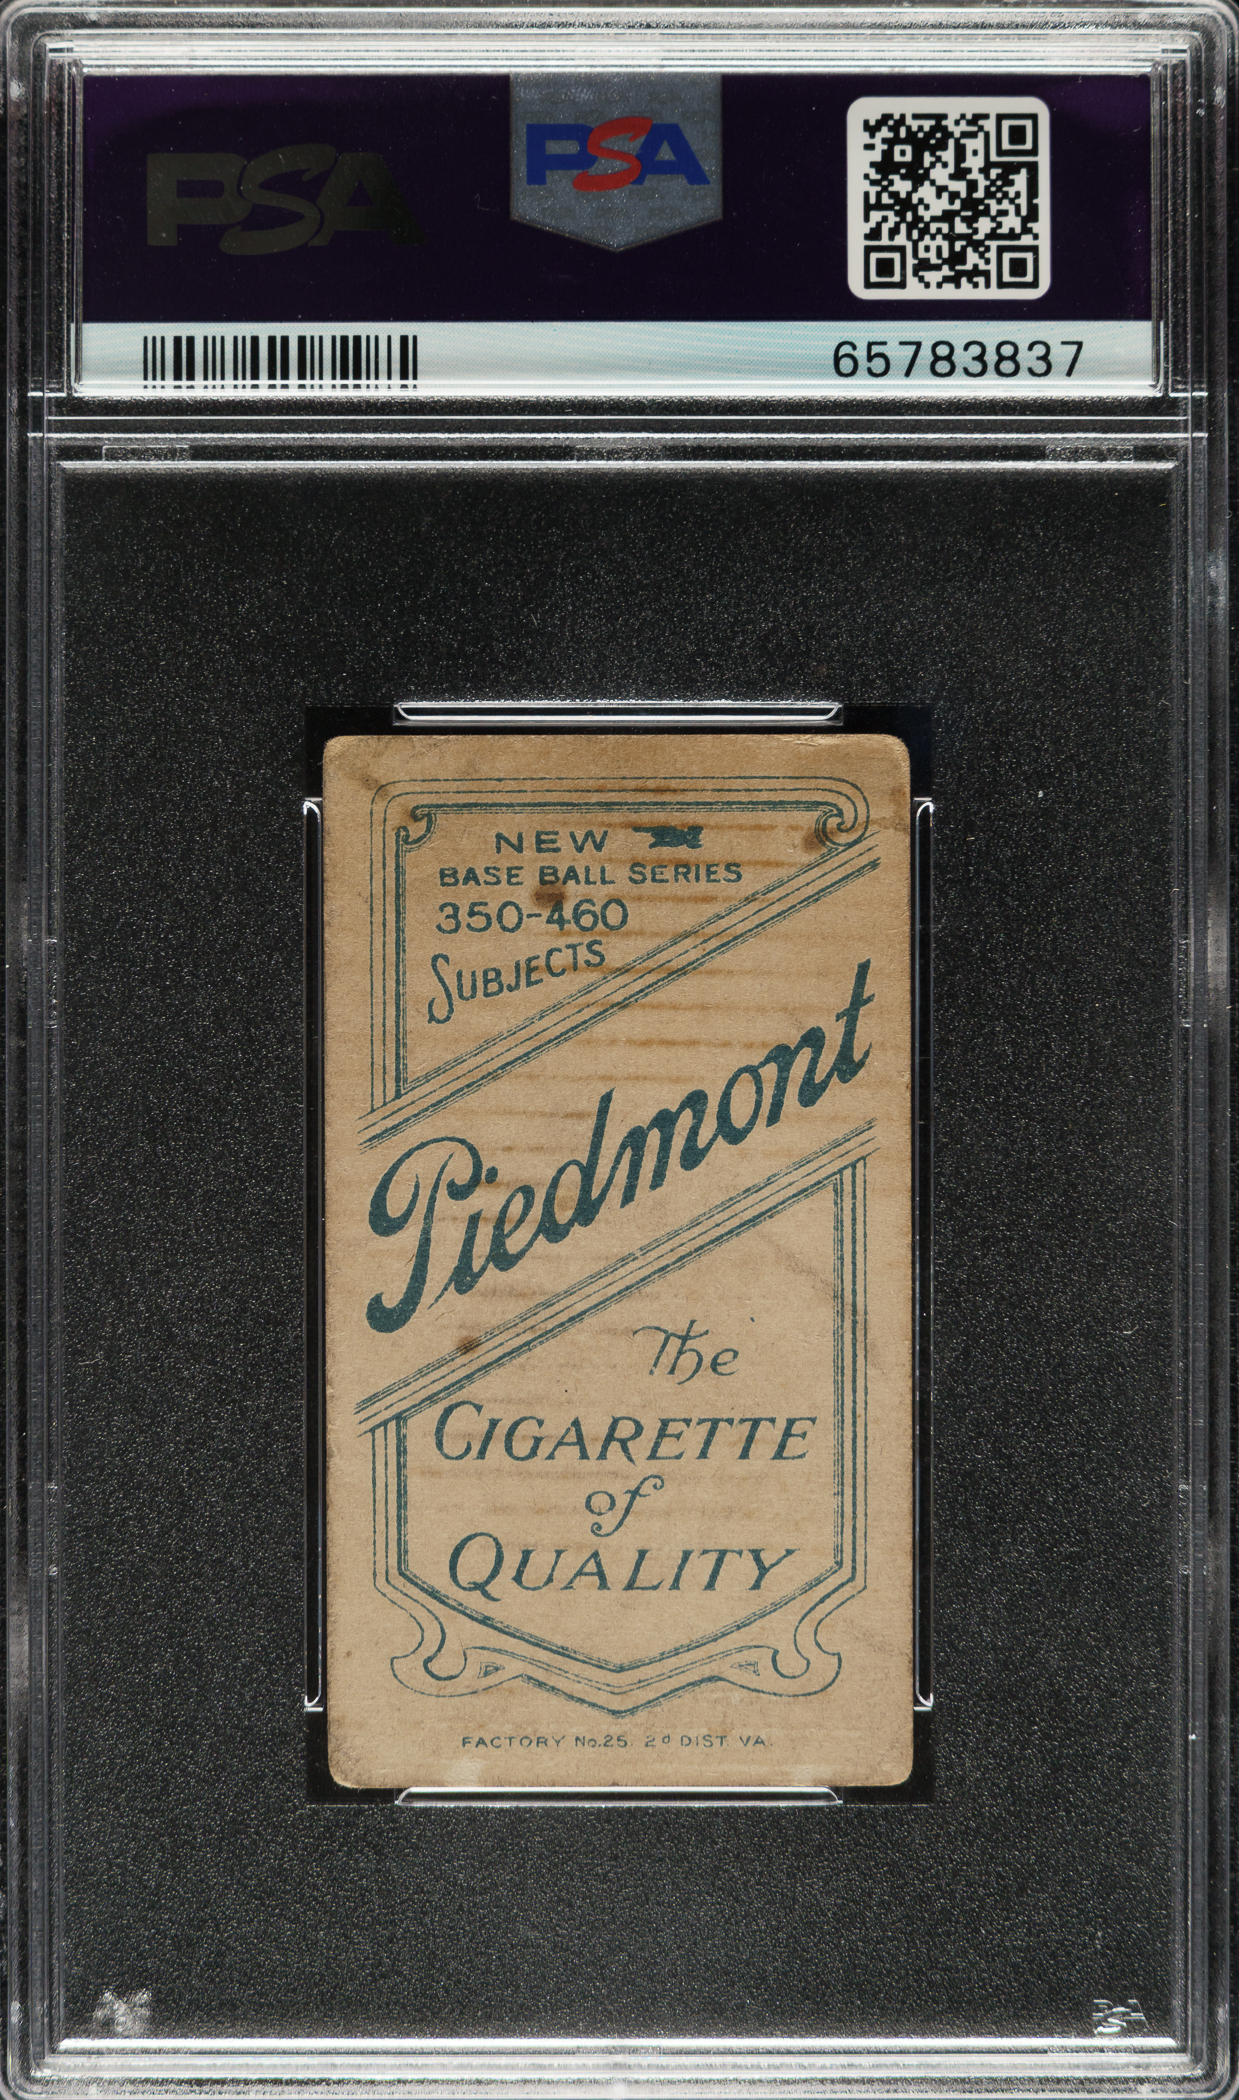 PSA
PSA
65783837
NEW
BASE BALL SERIES
350-460
SUBJECTS
Piedmont
The
CIGARETTE
of
QUALITY
FACTORY No.25. 2d DIST. VA.
PSA